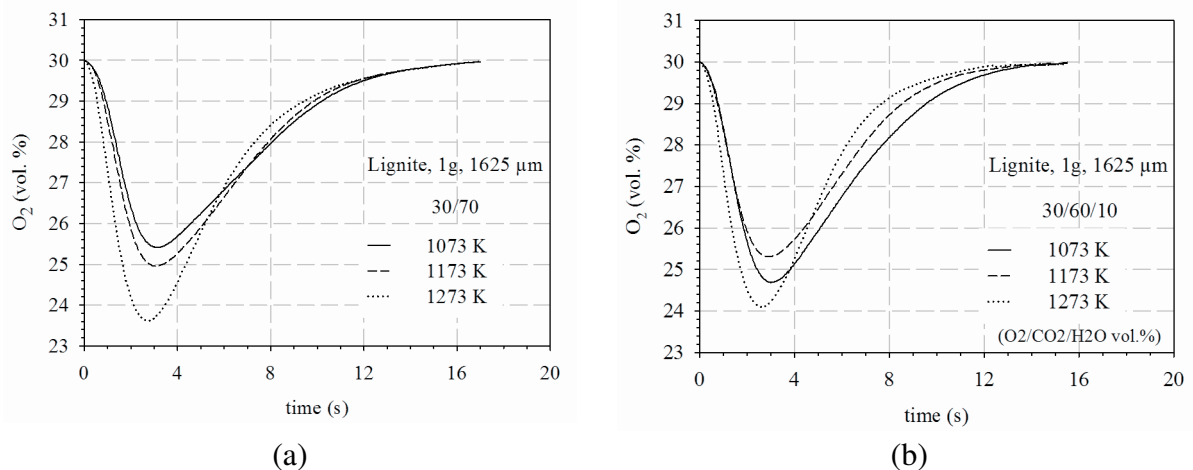 31
30
29
28
27
26
25
24
23
O2 (vol. %)
0 4 8 12 16 20
time (s)
Lignite, 1g, 1625 µm
30/70
1073 K
1173 K
1273 K
(a)
31
30
29
28
27
26
25
24
23
O2 (vol. %)
0 4 8 12 16 20
time (s)
Lignite, 1g, 1625 µm
30/60/10
1073 K
1173 K
1273 K
(O2/CO2/H2O vol.%)
(b)